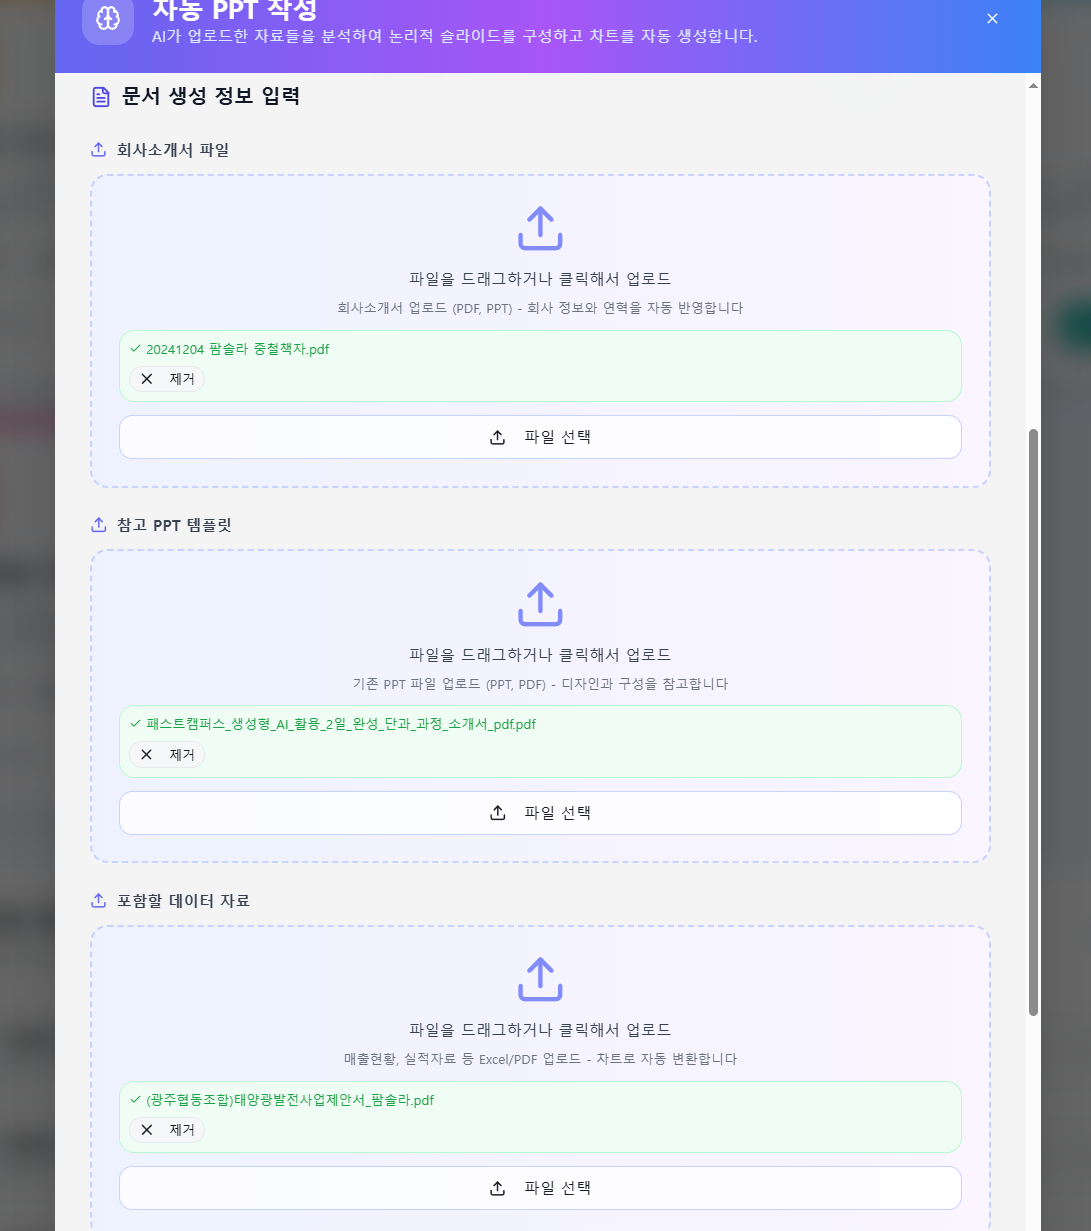 자동 PPT 작성
AI가 업로드한 자료들을 분석하여 논리적 슬라이드를 구성하고 차트를 자동 생성합니다.
문서 생성 정보 입력
회사소개서 파일
파일을 드래그하거나 클릭해서 업로드
회사소개서 업로드 (PDF, PPT) - 회사 정보와 연혁을 자동 반영합니다
20241204 팜솔라 중철책자.pdf
제거
파일 선택
참고 PPT 템플릿
파일을 드래그하거나 클릭해서 업로드
기존 PPT 파일 업로드 (PPT, PDF) - 디자인과 구성을 참고합니다
패스트캠퍼스_생성형_AI_활용_2일_완성_단과_과정_소개서_pdf.pdf
제거
파일 선택
포함할 데이터 자료
파일을 드래그하거나 클릭해서 업로드
매출현황, 실적자료 등 Excel/PDF 업로드 - 차트로 자동 변환합니다
(광주협동조합)태양광발전사업제안서_팜솔라.pdf
제거
파일 선택